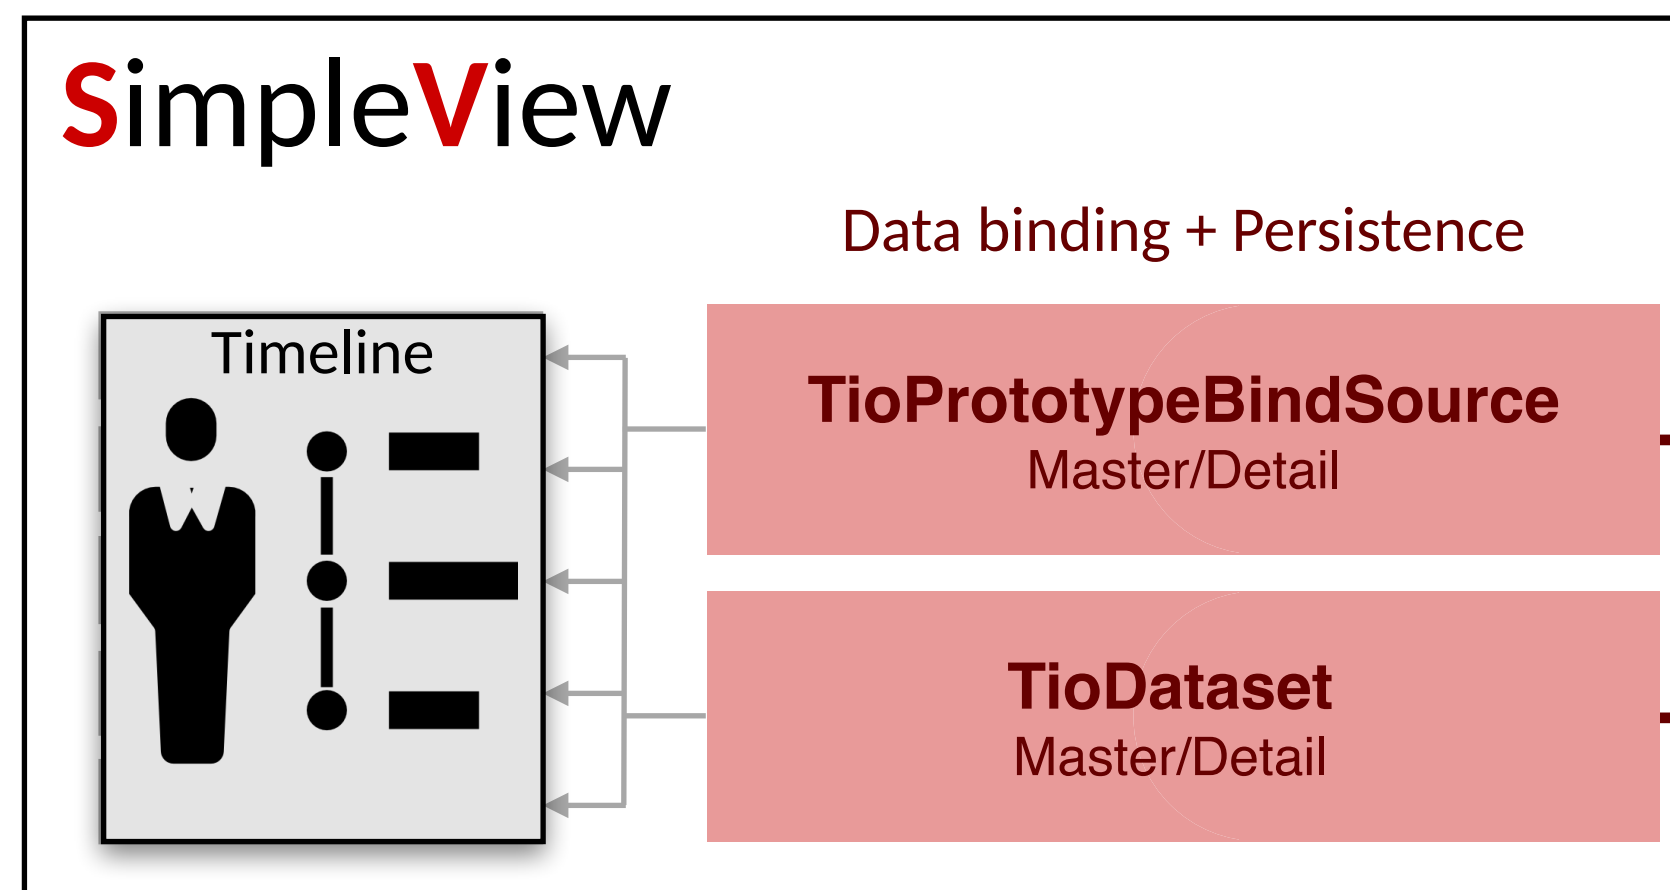 SimpleView
Data binding + Persistence
Timeline
TioPrototypeBindSource
Master/Detail
TioDataset
Master/Detail